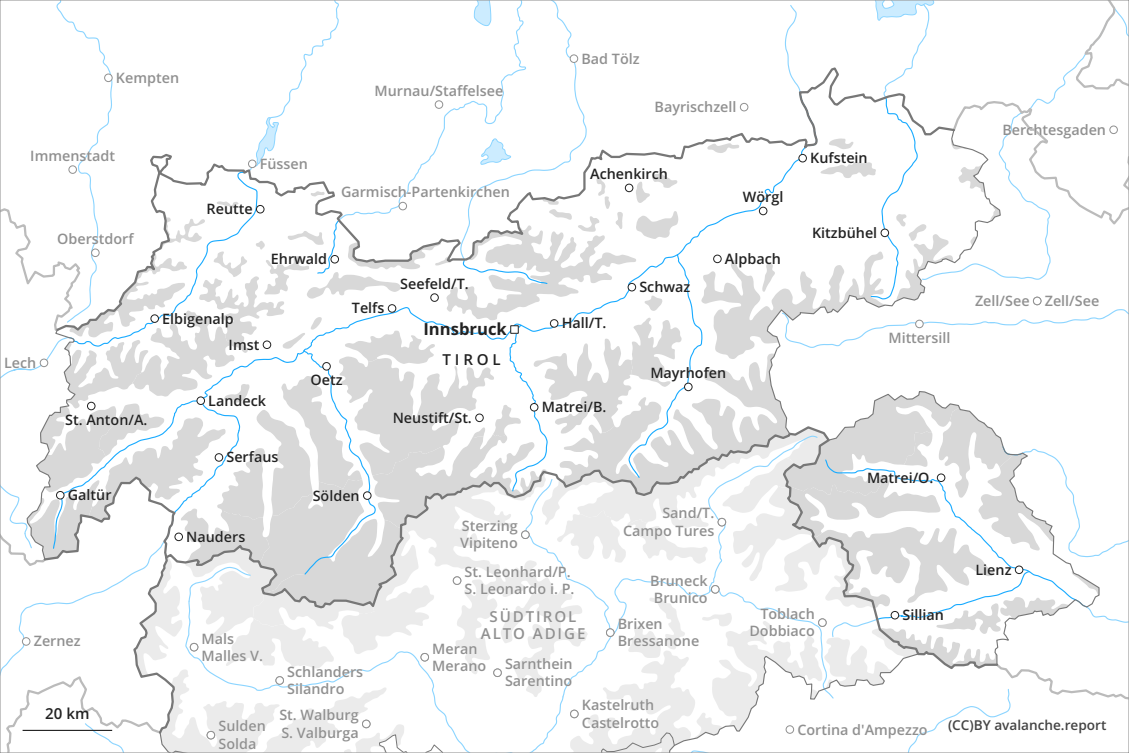 Kempten
Bad Tölz
Murnau/Staffelsee
Bayrischzell
Berchtesgaden
Immenstadt
Füssen
Kufstein
Achenkirch
Garmisch-Partenkirchen
Wörgl
Reutte
Kitzbühel
Oberstdorf
Ehrwald
Alpbach
Seefeld/T.
Schwaz
Zell/See
Zell/See
Telfs
Elbigenalp
Innsbruck
Hall/T.
Mittersill
Imst
TIROL
Lech
Oetz
Mayrhofen
Landeck
Matrei/B.
St. Anton/A.
Neustift/St.
Serfaus
Matrei/O.
Galtür
Sölden
Sand/T.
Campo Tures
Sterzing
Vipiteno
Nauders
St. Leonhard/P.
S. Leonardo i. P.
Lienz
Bruneck
Brunico
SÜDTIROL
ALTO ADIGE
Toblach
Dobbiaco
Sillian
Brixen
Bressanone
Zernez
Mals
Malles V.
Meran
Merano
Sarnthein
Sarentino
Schlanders
Silandro
Kastelruth
Castelrotto
20 km
St. Walburg
S. Valburga
Sulden
Solda
Cortina d'Ampezzo
(CC)BY avalanche.report